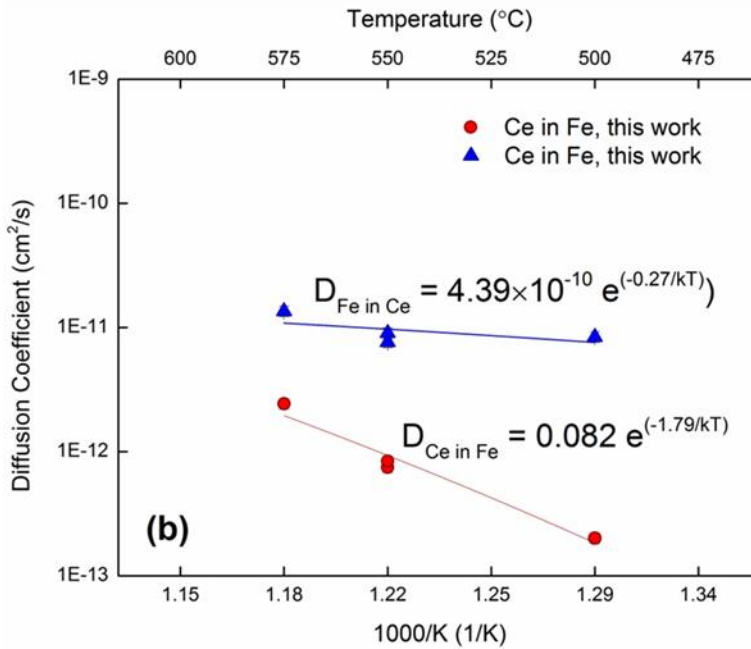 Temperature (°C)
600 575 550 525 500 475
1E-9
Ce in Fe, this work
Ce in Fe, this work
1E-10
D_Fe in Ce = 4.39×10^-10 e^(-0.27/kT))
1E-11
D_Ce in Fe = 0.082 e^(-1.79/kT)
1E-12
(b)
1E-13
1.15 1.18 1.22 1.25 1.29 1.34
1000/K (1/K)
Diffusion Coefficient (cm²/s)